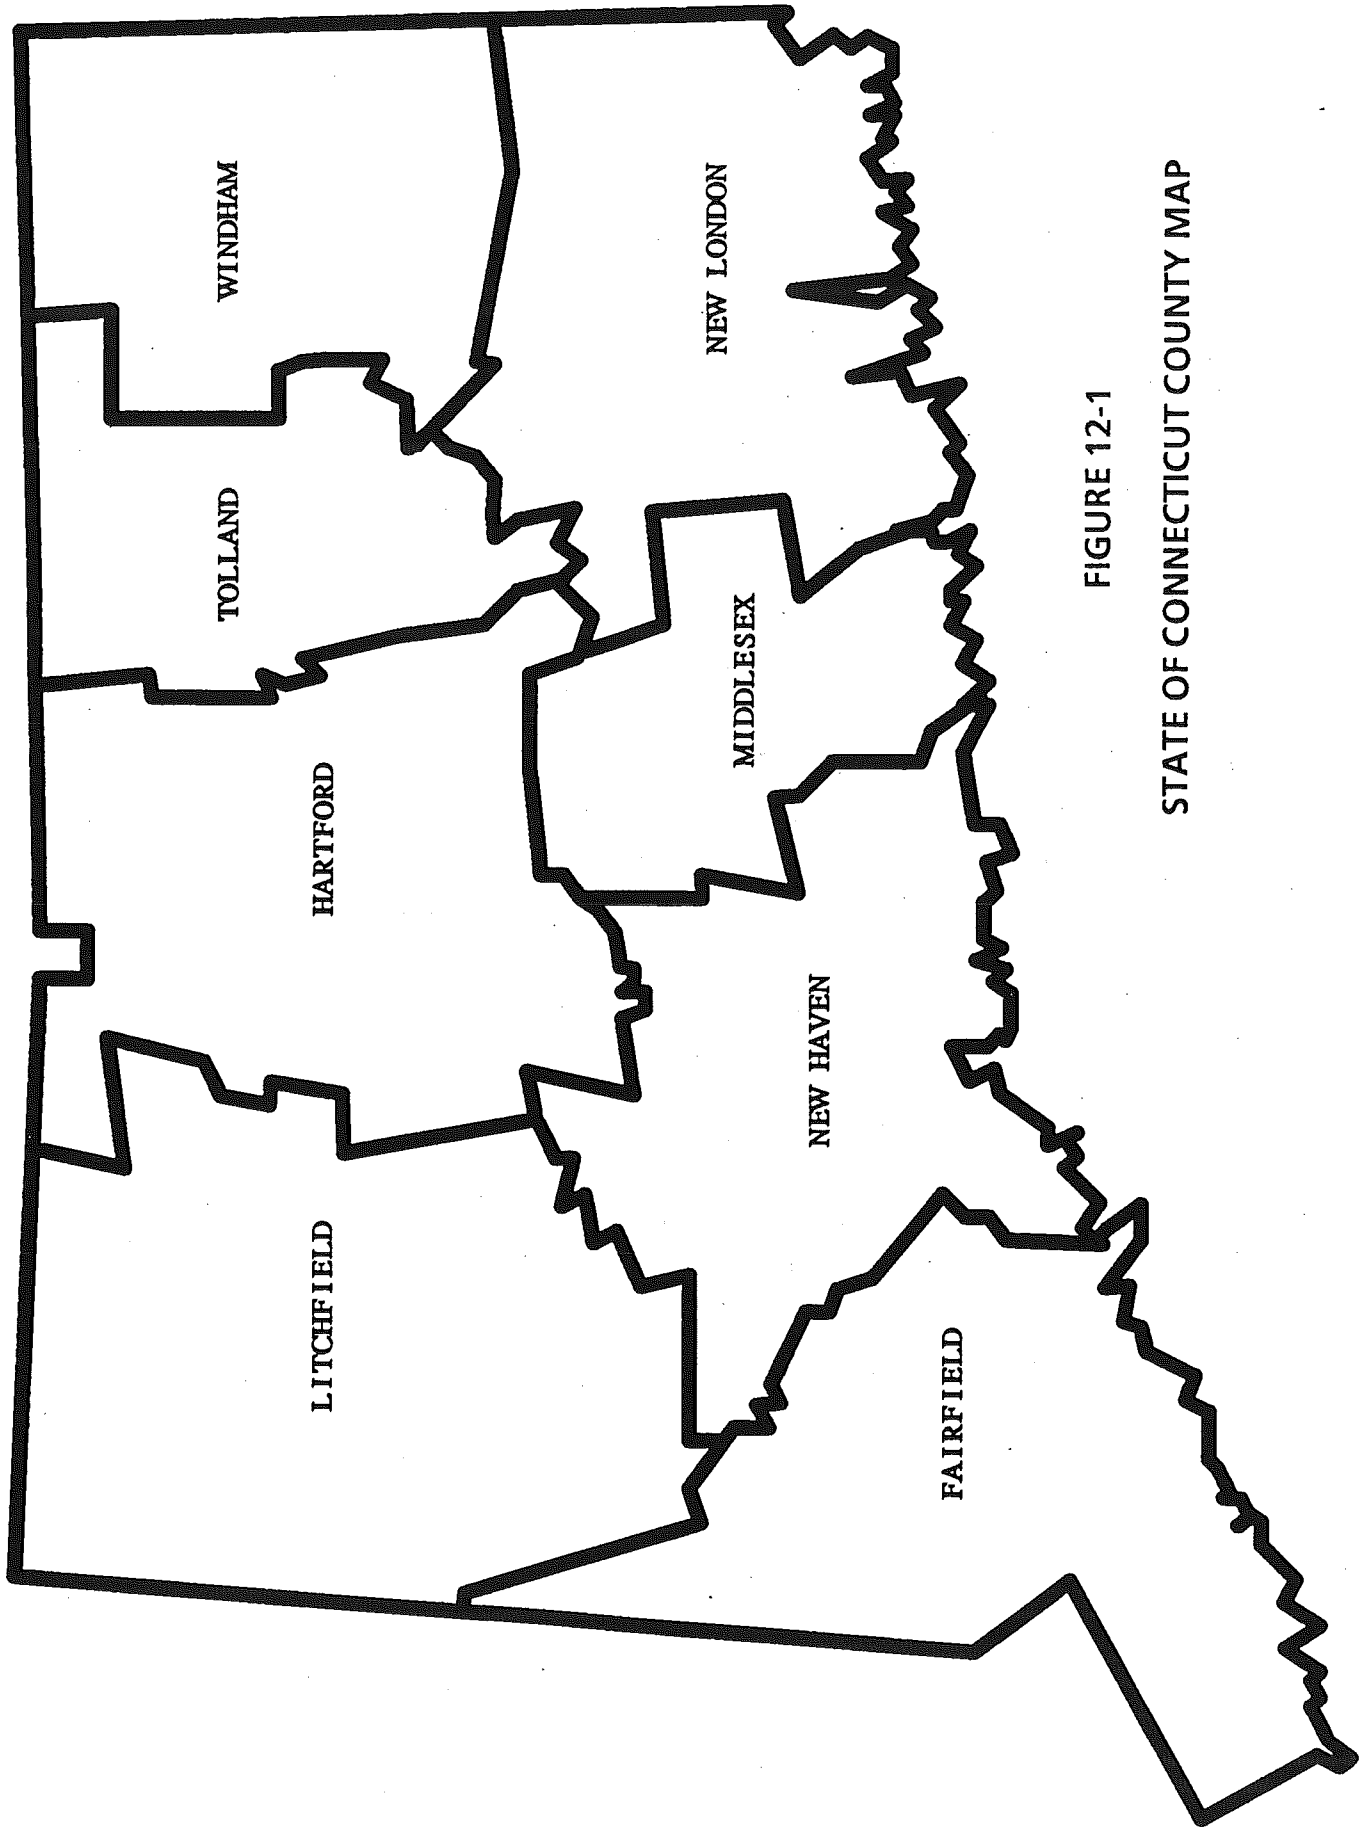 LITCHFIELD
HARTFORD
TOLLAND
WINDHAM
FAIRFIELD
NEW HAVEN
MIDDLESEX
NEW LONDON
FIGURE 12-1
STATE OF CONNECTICUT COUNTY MAP